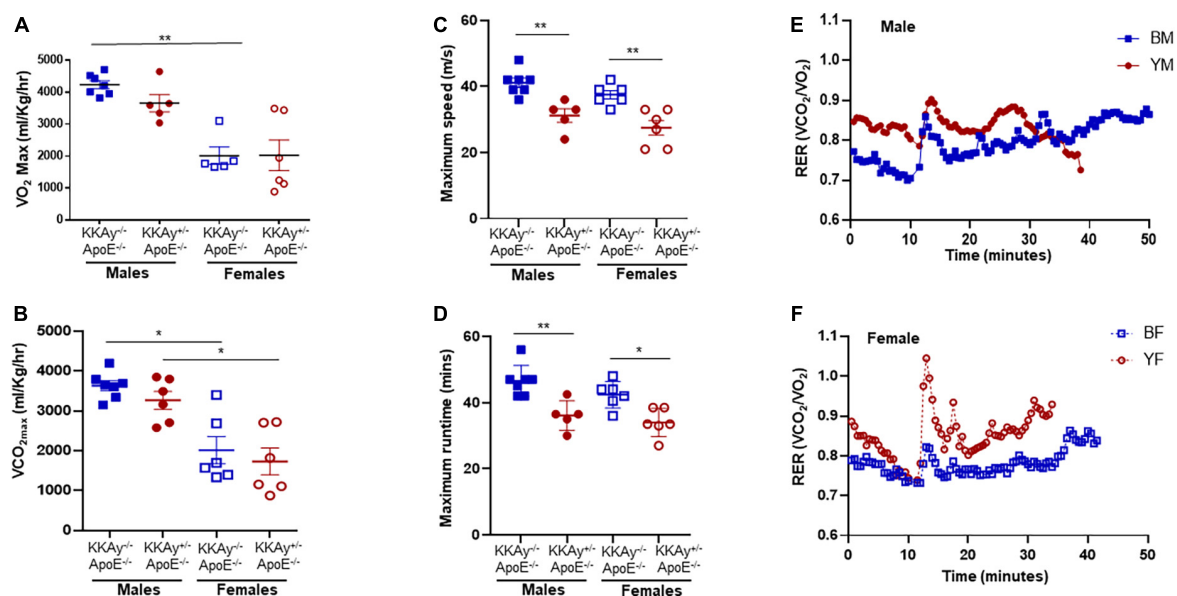 A
**
VO2 Max (ml/Kg/hr)
5000
4000
3000
2000
1000
0
KKAy-/- KKAy+/- KKAy-/- KKAy+/-
ApoE-/- ApoE-/- ApoE-/- ApoE-/-
Males Females
B
*
*
VCO2max (ml/Kg/hr)
5000
4000
3000
2000
1000
0
KKAy-/- KKAy+/- KKAy-/- KKAy+/-
ApoE-/- ApoE-/- ApoE-/- ApoE-/-
Males Females
C
**
**
Maximum speed (m/s)
60
40
20
0
KKAy-/- KKAy+/- KKAy-/- KKAy+/-
ApoE-/- ApoE-/- ApoE-/- ApoE-/-
Males Females
D
**
*
Maximum runtime (mins)
60
40
20
0
KKAy-/- KKAy+/- KKAy-/- KKAy+/-
ApoE-/- ApoE-/- ApoE-/- ApoE-/-
Males Females
E
Male
BM
YM
RER (VCO2/VO2)
1.1
1.0
0.9
0.8
0.7
0.6
0 10 20 30 40 50
Time (minutes)
F
Female
BF
YF
RER (VCO2/VO2)
1.1
1.0
0.9
0.8
0.7
0.6
0 10 20 30 40 50
Time (minutes)